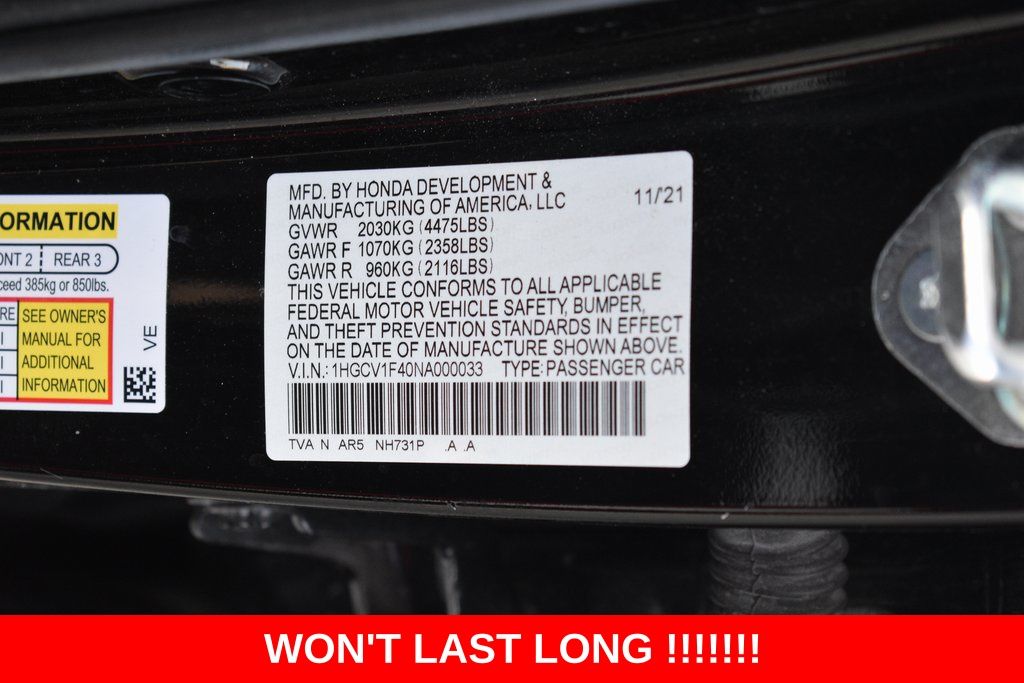 ORMATION
ONT 2 REAR 3
ceed 385kg or 850lbs.
RE
SEE OWNER'S
MANUAL FOR
ADDITIONAL
INFORMATION
VE
MFD. BY HONDA DEVELOPMENT &
MANUFACTURING OF AMERICA, LLC 11/'21
GVWR 2030KG (4475LBS)
GAWR F 1070KG (2358LBS)
GAWR R 960KG (2116LBS)
THIS VEHICLE CONFORMS TO ALL APPLICABLE
FEDERAL MOTOR VEHICLE SAFETY, BUMPER,
AND THEFT PREVENTION STANDARDS IN EFFECT
ON THE DATE OF MANUFACTURE SHOWN ABOVE.
V.I.N.: 1HGCV1F40NA000033 TYPE: PASSENGER CAR
TVA N AR5 NH731P .A .A
WON'T LAST LONG !!!!!!!